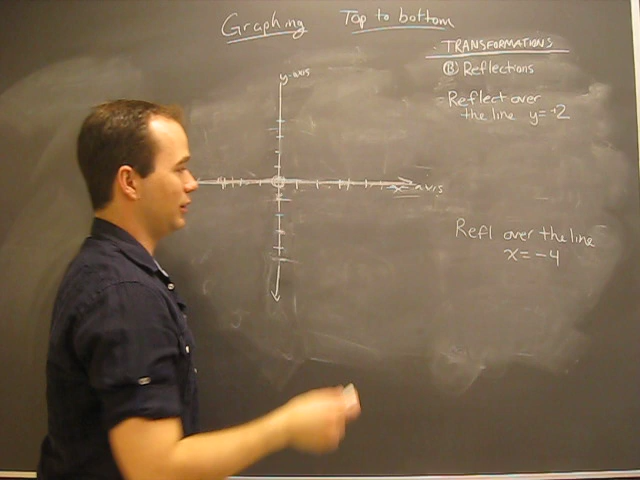 Graphing Top to bottom
TRANSFORMATIONS
B Reflections
Reflect over
the line y=-2
y-axis
x-axis
Refl over the line
x=-4